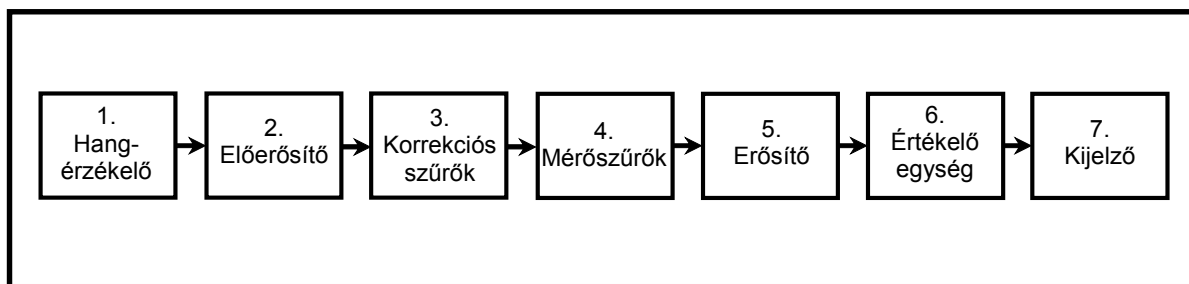 1.
Hang-
érzékelő
2.
Előerősítő
3.
Korrekciós
szűrők
4.
Mérőszűrők
5.
Erősítő
6.
Értékelő
egység
7.
Kijelző